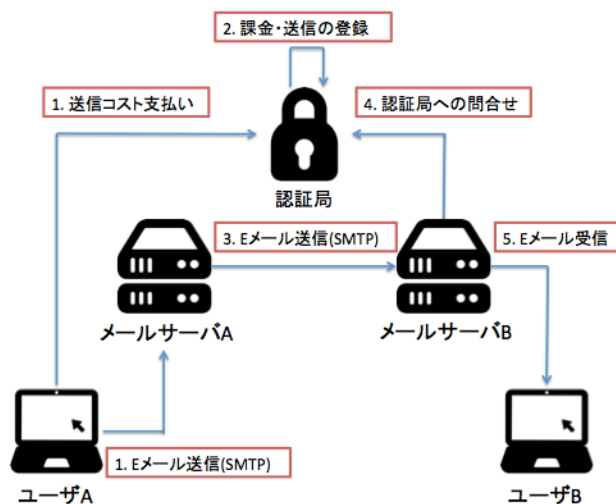 2. 課金・送信の登録
1. 送信コスト支払い
4. 認証局への問合せ
認証局
3. Eメール送信(SMTP)
5. Eメール受信
メールサーバA
メールサーバB
1. Eメール送信(SMTP)
ユーザA
ユーザB